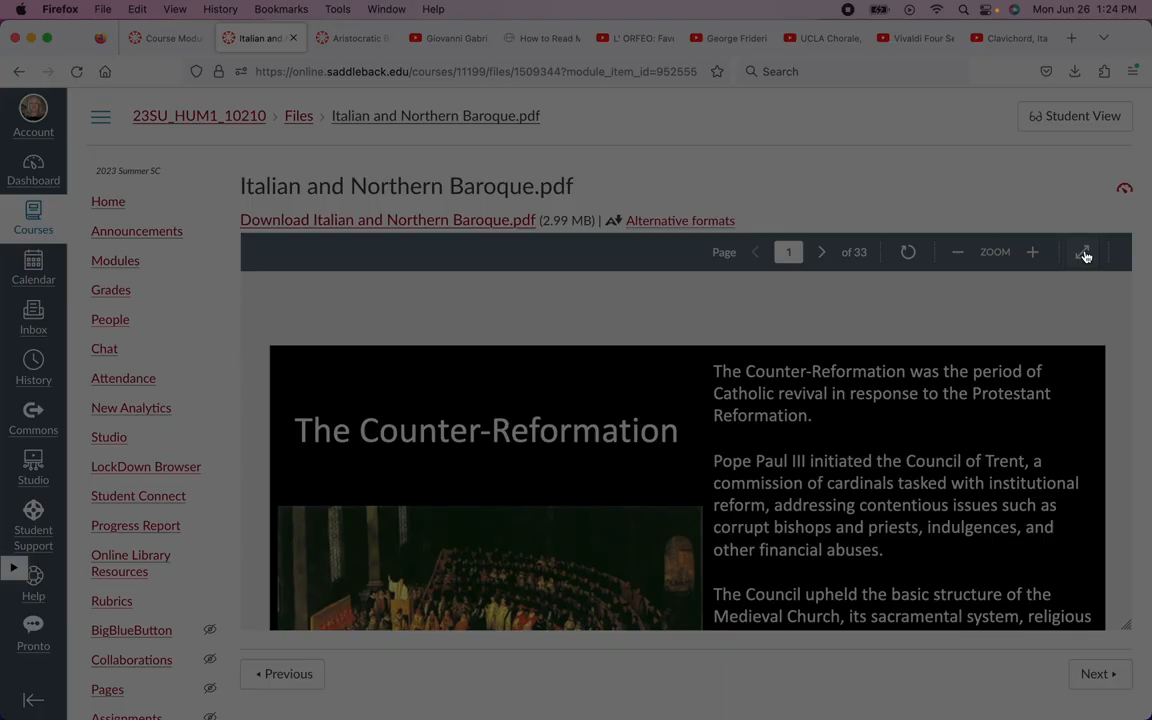 Firefox File Edit View History Bookmarks Tools Window Help Mon Jun 26 1:24 PM
Course Modu Italian and Aristocratic B Giovanni Gabri How to Read M L' ORFEO: Fav George Frideri UCLA Chorale, Vivaldi Four Se Clavichord, Ita
https://online.saddleback.edu/courses/11199/files/1509344?module_item_id=952555 Search
23SU_HUM1_10210 › Files › Italian and Northern Baroque.pdf Student View
Account
Dashboard
Courses
Calendar
Inbox
History
Commons
Studio
Student
Support
Help
Pronto
2023 Summer SC
Home
Announcements
Modules
Grades
People
Chat
Attendance
New Analytics
Studio
LockDown Browser
Student Connect
Progress Report
Online Library
Resources
Rubrics
BigBlueButton
Collaborations
Pages
Assignments
Italian and Northern Baroque.pdf
Download Italian and Northern Baroque.pdf (2.99 MB) | Alternative formats
Page 1 of 33 ZOOM
The Counter-Reformation
The Counter-Reformation was the period of
Catholic revival in response to the Protestant
Reformation.
Pope Paul III initiated the Council of Trent, a
commission of cardinals tasked with institutional
reform, addressing contentious issues such as
corrupt bishops and priests, indulgences, and
other financial abuses.
The Council upheld the basic structure of the
Medieval Church, its sacramental system, religious
Previous
Next